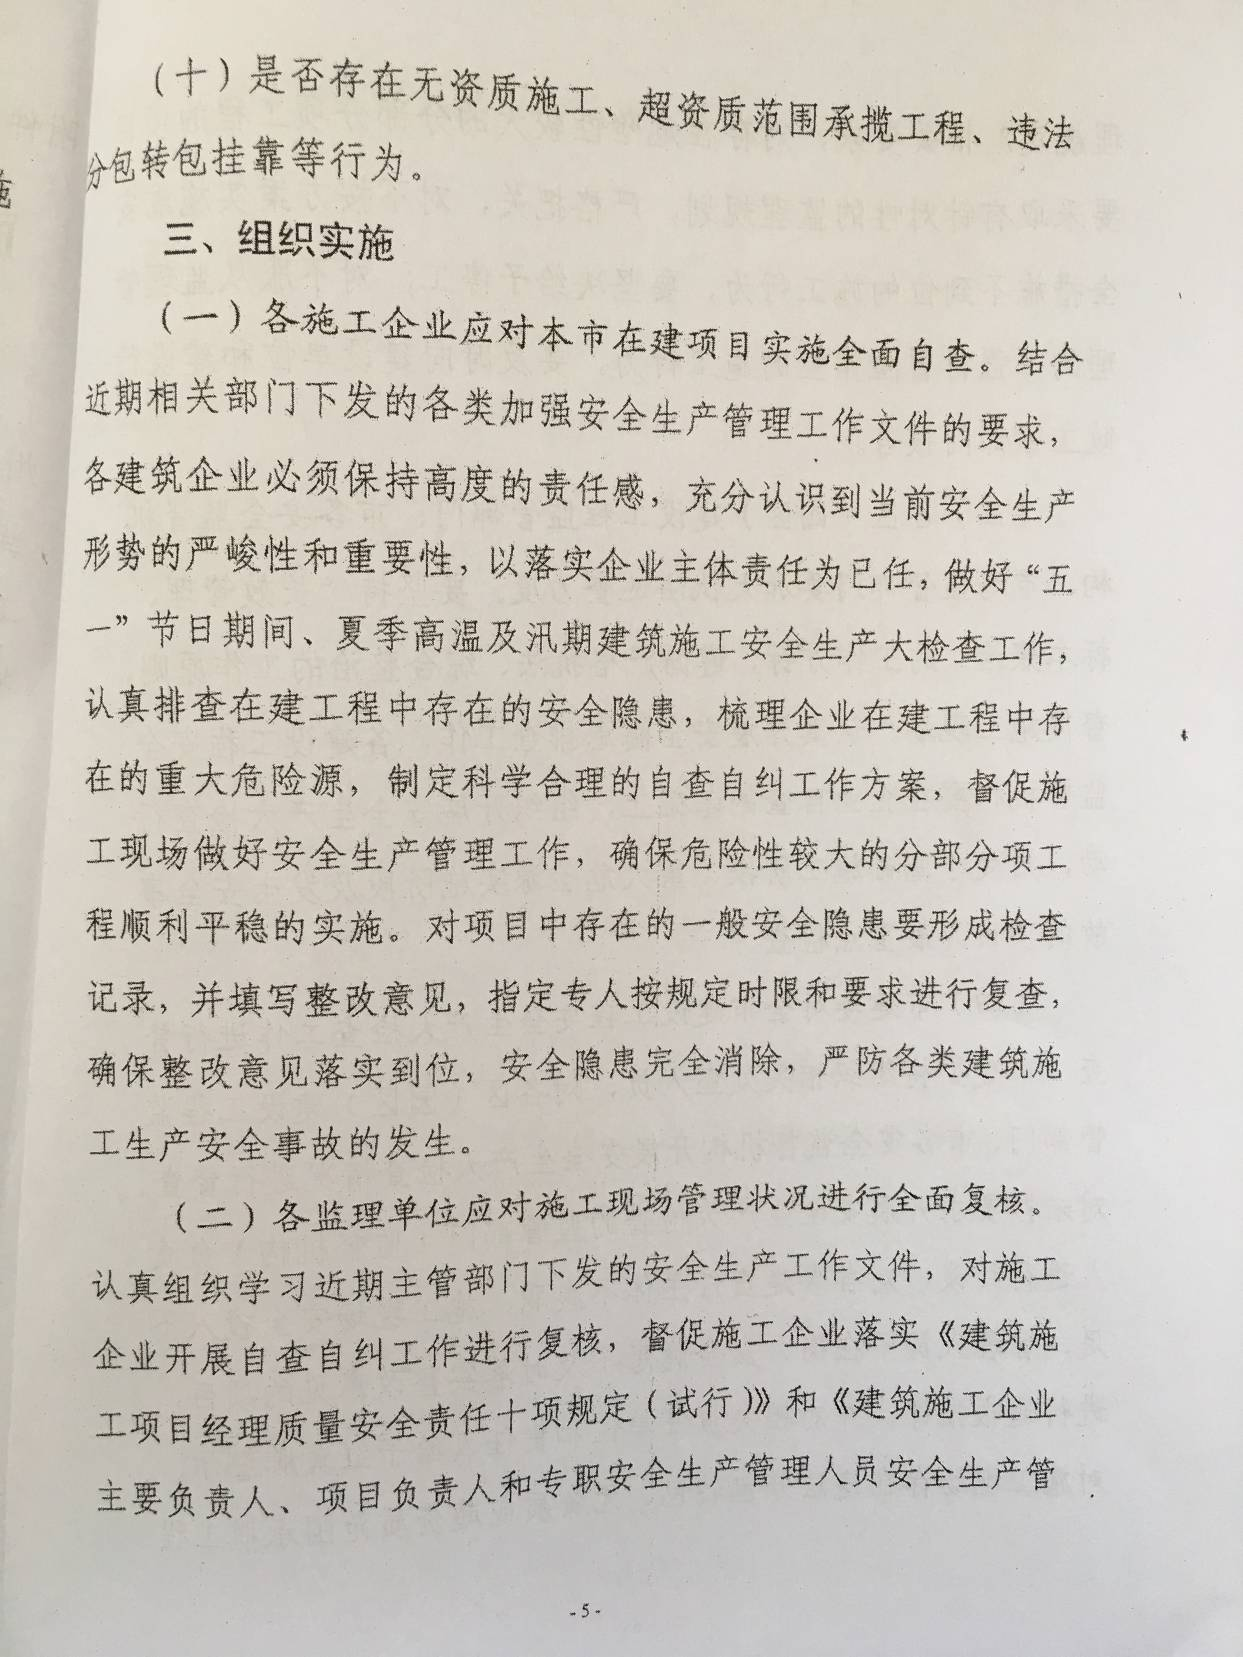 （十）是否存在无资质施工、超资质范围承揽工程、违法
分包转包挂靠等行为。
三、组织实施
（一）各施工企业应对本市在建项目实施全面自查。结合
近期相关部门下发的各类加强安全生产管理工作文件的要求，
各建筑企业必须保持高度的责任感，充分认识到当前安全生产
形势的严峻性和重要性，以落实企业主体责任为已任，做好“五
一”节日期间、夏季高温及汛期建筑施工安全生产大检查工作，
认真排查在建工程中存在的安全隐患，梳理企业在建工程中存
在的重大危险源，制定科学合理的自查自纠工作方案，督促施
工现场做好安全生产管理工作，确保危险性较大的分部分项工
程顺利平稳的实施。对项目中存在的一般安全隐患要形成检查
记录，并填写整改意见，指定专人按规定时限和要求进行复查，
确保整改意见落实到位，安全隐患完全消除，严防各类建筑施
工生产安全事故的发生。
（二）各监理单位应对施工现场管理状况进行全面复核。
认真组织学习近期主管部门下发的安全生产工作文件，对施工
企业开展自查自纠工作进行复核，督促施工企业落实《建筑施
工项目经理质量安全责任十项规定（试行）》和《建筑施工企业
主要负责人、项目负责人和专职安全生产管理人员安全生产管
- 5 -